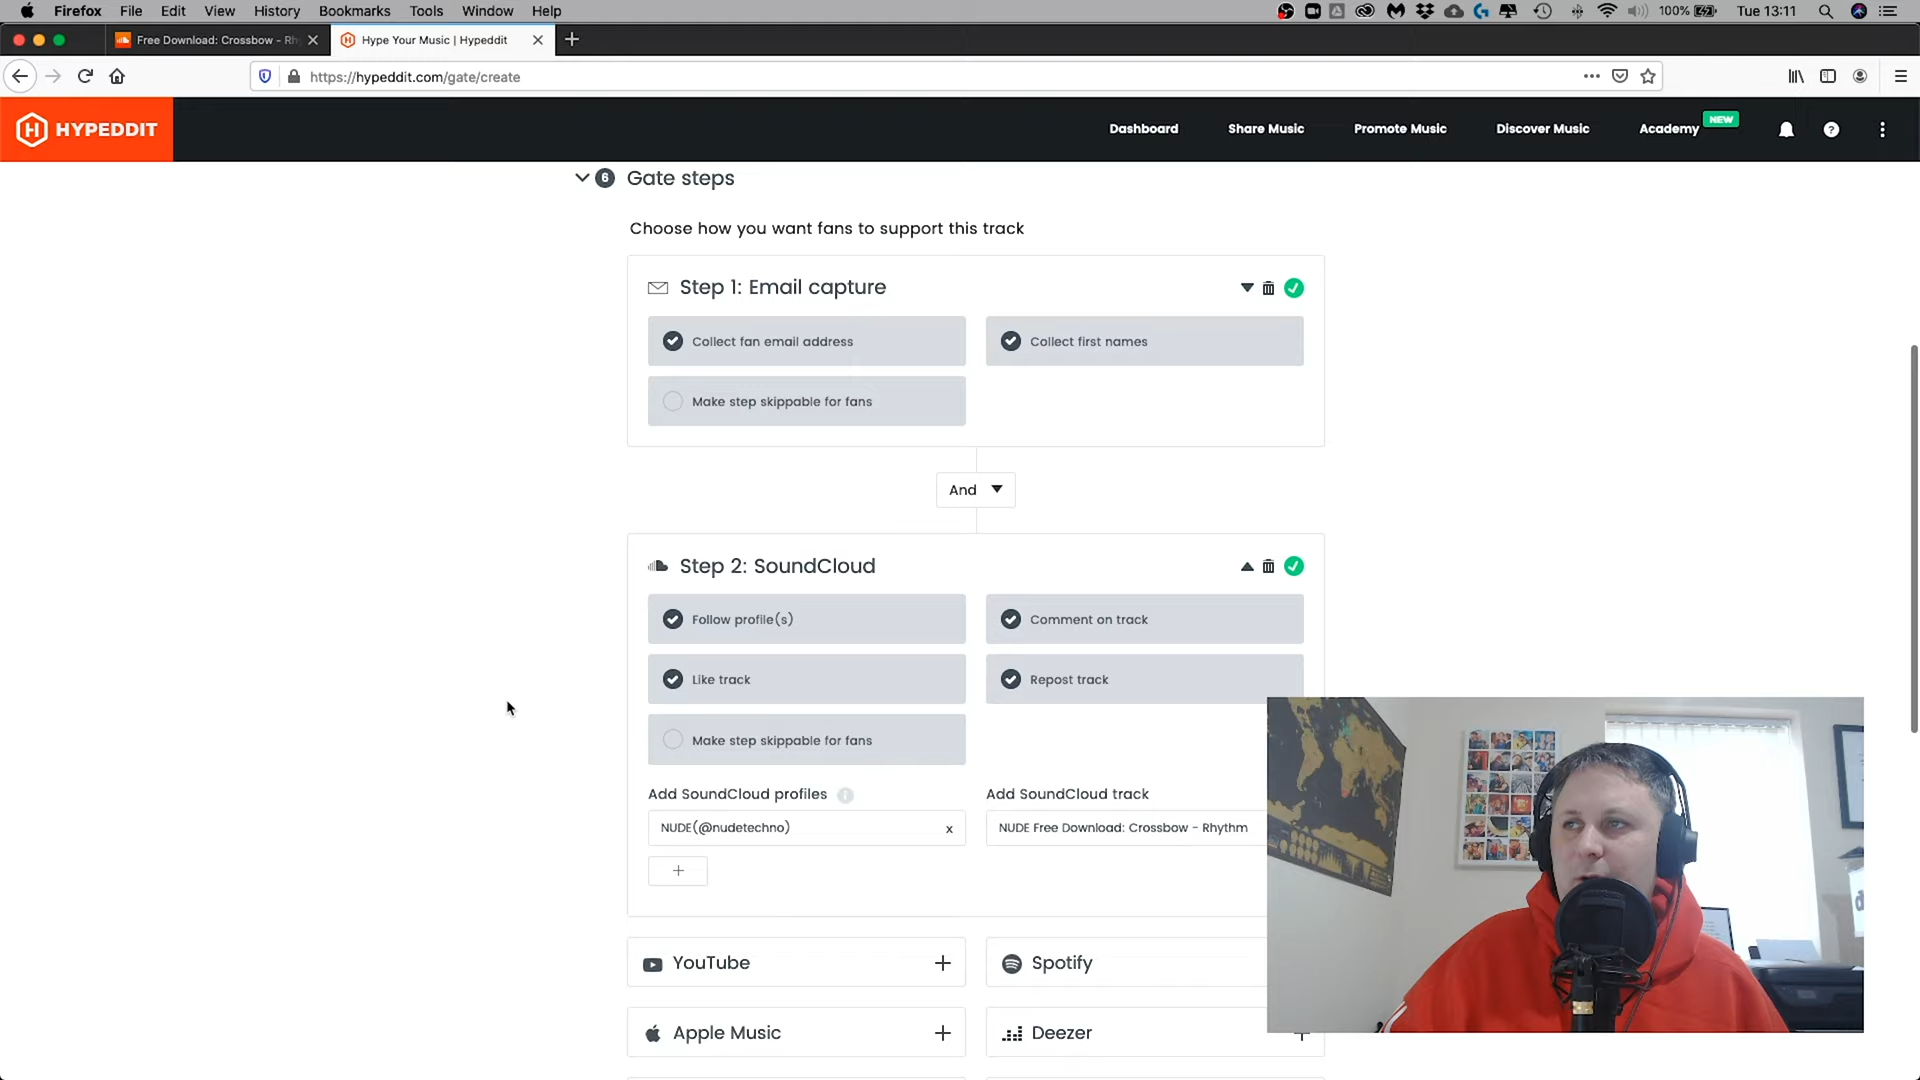 Firefox File Edit View History Bookmarks Tools Window Help 100% Tue 13:11
Free Download: Crossbow - Rh
Hype Your Music | Hypeddit
https://hypeddit.com/gate/create
HYPEDDIT
Dashboard Share Music Promote Music Discover Music Academy NEW
6 Gate steps
Choose how you want fans to support this track
Step 1: Email capture
Collect fan email address Collect first names
Make step skippable for fans
And
Step 2: SoundCloud
Follow profile(s) Comment on track
Like track Repost track
Make step skippable for fans
Add SoundCloud profiles Add SoundCloud track
NUDE(@nudetechno) x NUDE Free Download: Crossbow - Rhythm
+
YouTube + Spotify
Apple Music + Deezer +